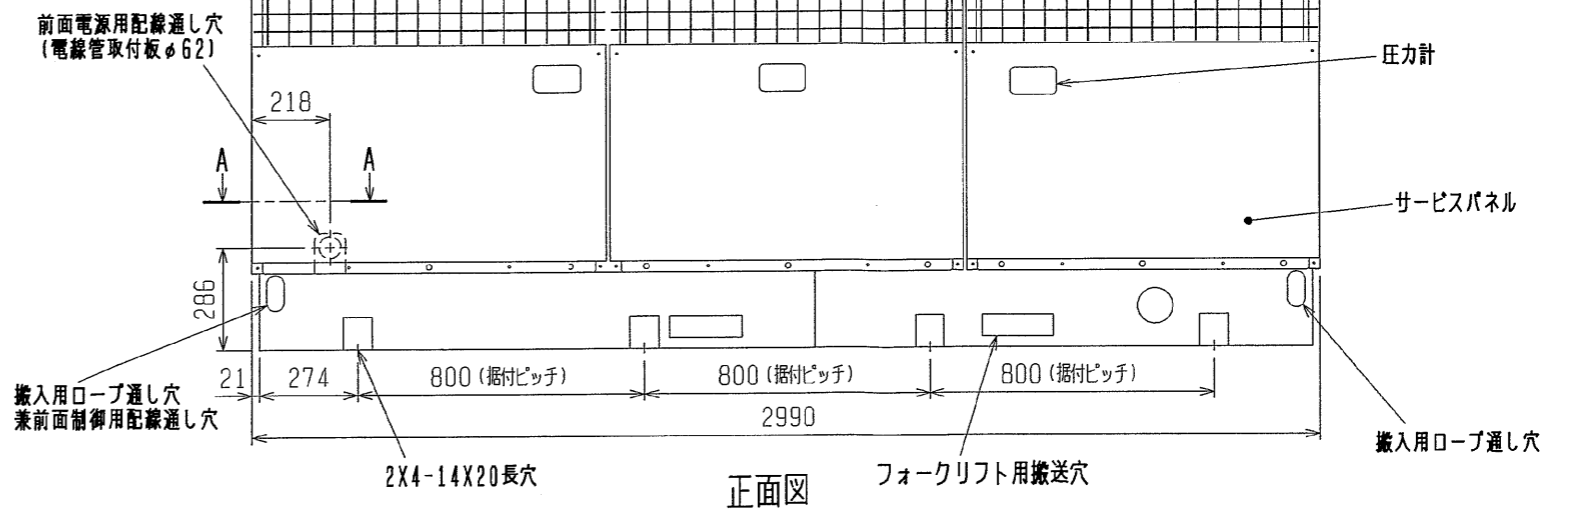 前面電源用配線通し穴
(電線管取付板φ62)
圧力計
218
A
A
サービスパネル
286
21
274
800 (据付ピッチ)
800 (据付ピッチ)
800 (据付ピッチ)
2990
搬入用ロープ通し穴
兼前面制御用配線通し穴
搬入用ロープ通し穴
2X4-14X20長穴
フォークリフト用搬送穴
正面図